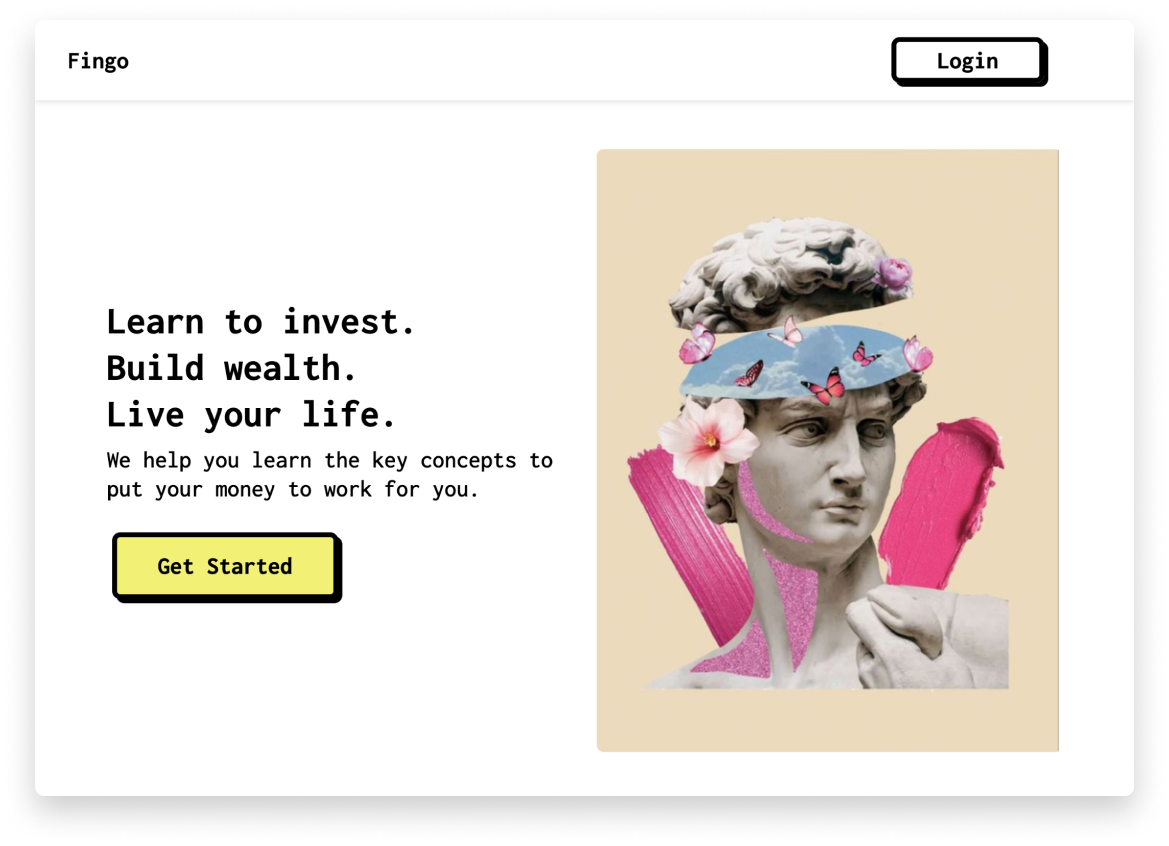 Fingo
Login
Learn to invest.
Build wealth.
Live your life.
We help you learn the key concepts to
put your money to work for you.
Get Started